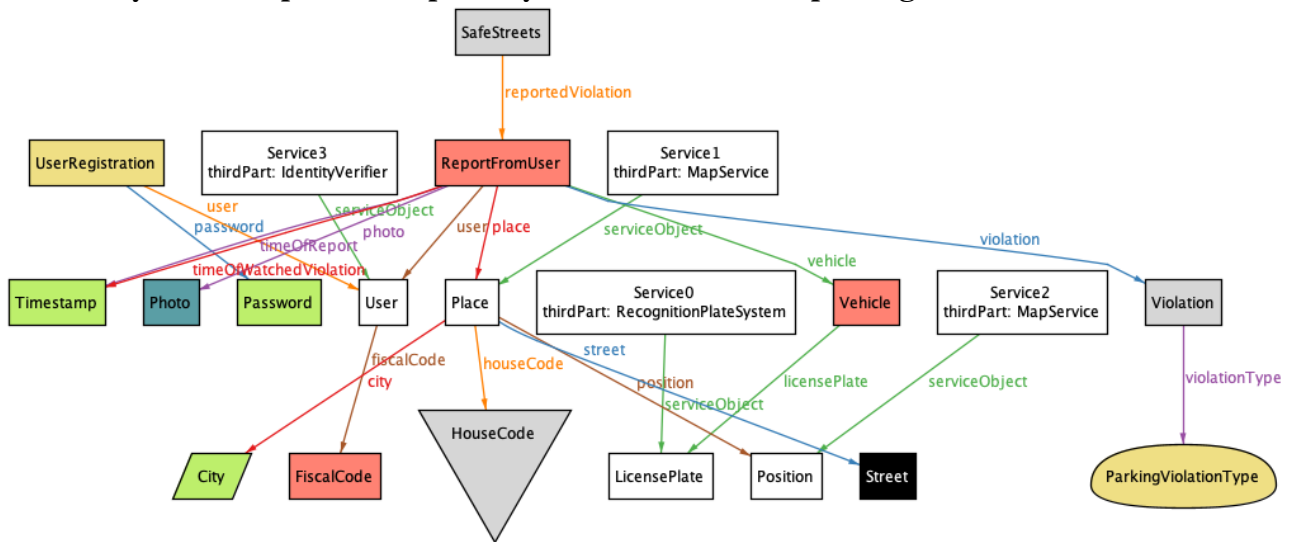 SafeStreets
reportedViolation
UserRegistration
Service3
thirdPart: IdentityVerifier
ReportFromUser
Service1
thirdPart: MapService
user
password
serviceObject
timeOfReport
photo
timeOfWatchedViolation
user
place
serviceObject
vehicle
violation
Timestamp
Photo
Password
User
Place
Service0
thirdPart: RecognitionPlateSystem
Vehicle
Service2
thirdPart: MapService
Violation
fiscalCode
city
houseCode
street
position
serviceObject
licensePlate
serviceObject
violationType
HouseCode
City
FiscalCode
LicensePlate
Position
Street
ParkingViolationType